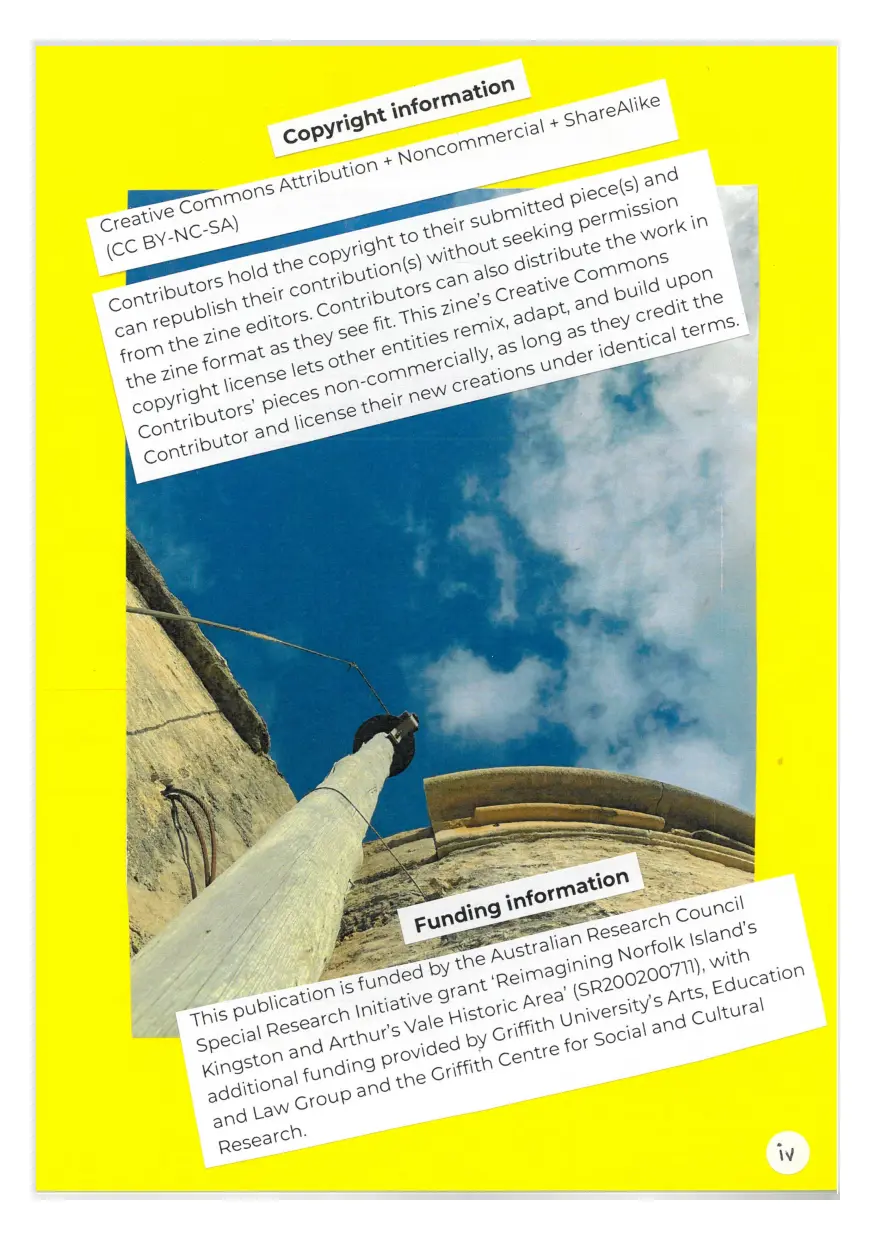 Copyright information
Creative Commons Attribution + Noncommercial + ShareAlike
(CC BY-NC-SA)
Contributors hold the copyright to their submitted piece(s) and
can republish their contribution(s) without seeking permission
from the zine editors. Contributors can also distribute the work in
the zine format as they see fit. This zine's Creative Commons
copyright license lets other entities remix, adapt, and build upon
Contributors' pieces non-commercially, as long as they credit the
Contributor and license their new creations under identical terms.
Funding information
This publication is funded by the Australian Research Council
Special Research Initiative grant ‘Reimagining Norfolk Island's
Kingston and Arthur's Vale Historic Area’ (SR200200711), with
additional funding provided by Griffith University's Arts, Education
and Law Group and the Griffith Centre for Social and Cultural
Research.
iv